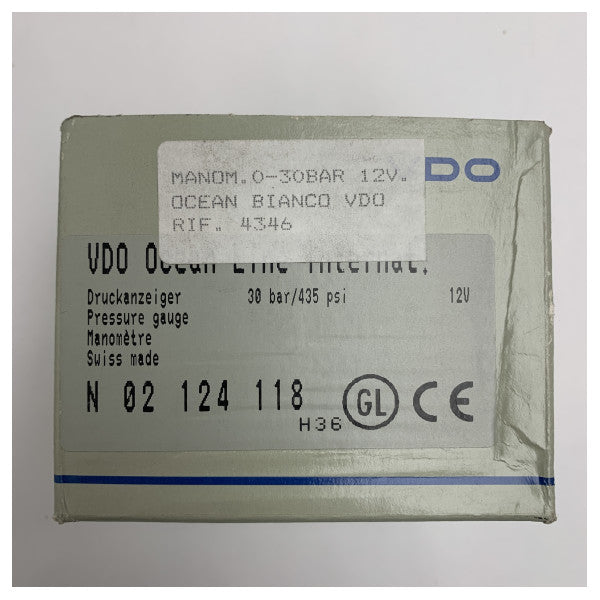 MANOM.0-30BAR 12V.
OCEAN BIANCO VDO
RIF. 4346
DO
VDO Ocean Line Internat.
Druckanzeiger 30 bar/435 psi 12V
Pressure gauge
Manomètre
Swiss made
N 02 124 118
H36 GL CE